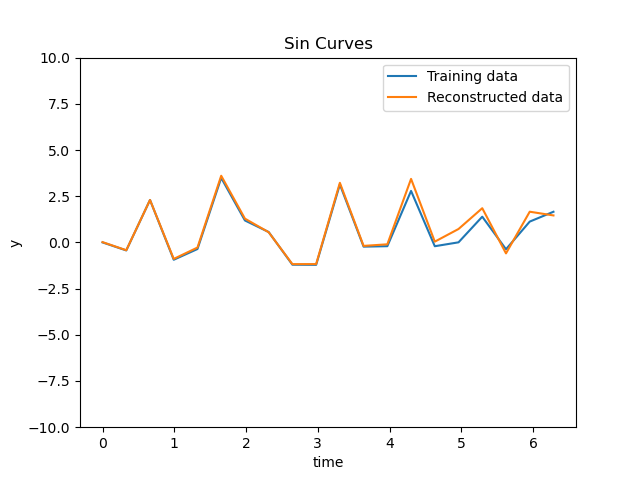 Sin Curves
10.0
7.5
5.0
2.5
0.0
−2.5
−5.0
−7.5
−10.0
y
Training data
Reconstructed data
0 1 2 3 4 5 6
time